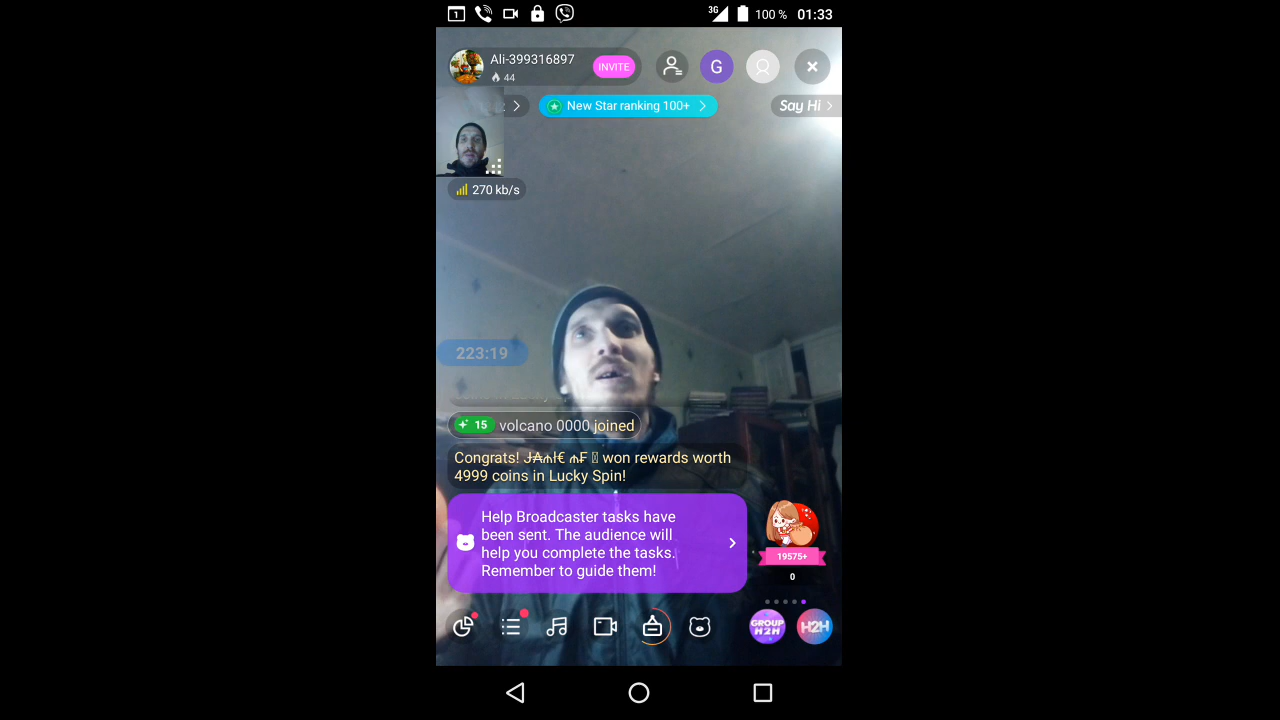 1
3G
100 %
01:33
Ali-399316897
44
INVITE
G
New Star ranking 100+
Say Hi
270 kb/s
223:19
15 volcano 0000 joined
won rewards worth
4999 coins in Lucky Spin!
Congrats!
Help Broadcaster tasks have
been sent. The audience will
help you complete the tasks.
Remember to guide them!
19575+
0
GROUP
H2H
H2H